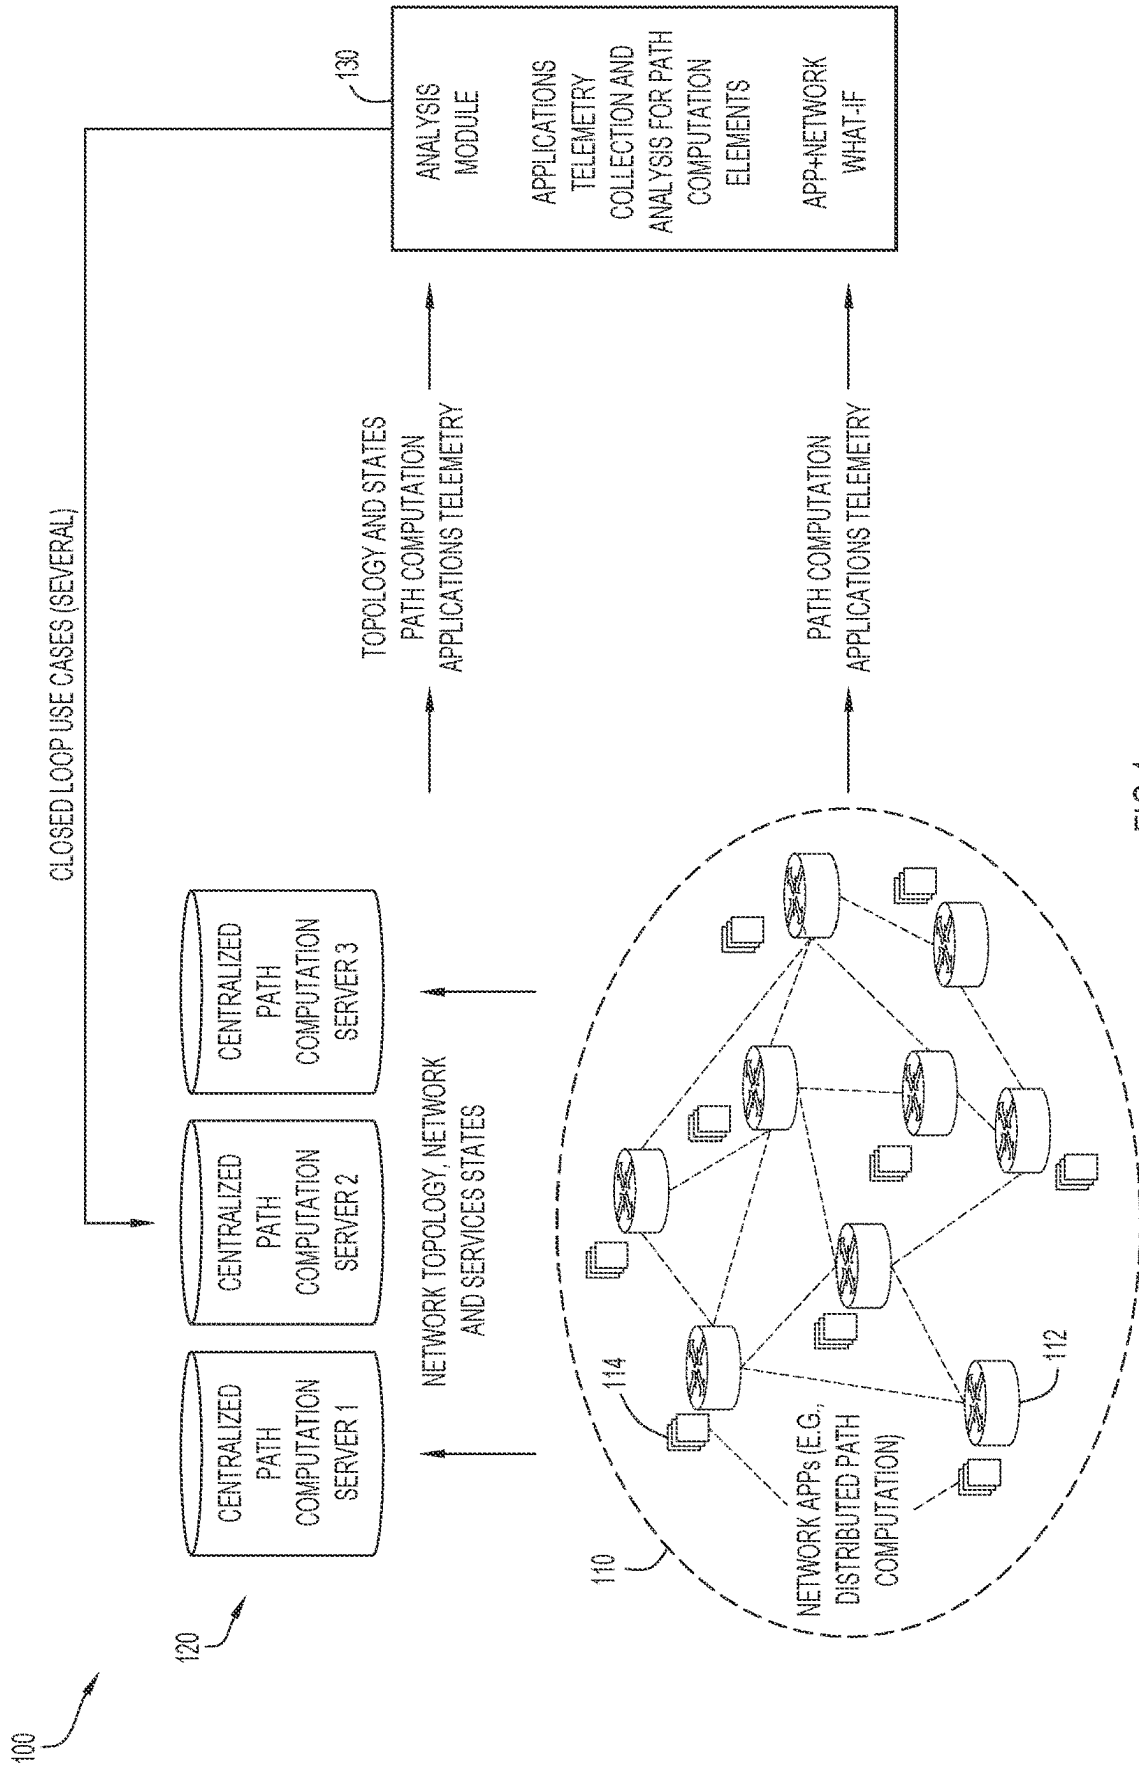 100
120
CLOSED LOOP USE CASES (SEVERAL)
CENTRALIZED
PATH
COMPUTATION
SERVER 1
CENTRALIZED
PATH
COMPUTATION
SERVER 2
CENTRALIZED
PATH
COMPUTATION
SERVER 3
NETWORK TOPOLOGY, NETWORK
AND SERVICES STATES
TOPOLOGY AND STATES
PATH COMPUTATION
APPLICATIONS TELEMETRY
130
ANALYSIS
MODULE
APPLICATIONS
TELEMETRY
COLLECTION AND
ANALYSIS FOR PATH
COMPUTATION
ELEMENTS
APP+NETWORK
WHAT-IF
110
114
NETWORK APPs (E.G.,
DISTRIBUTED PATH
COMPUTATION)
112
PATH COMPUTATION
APPLICATIONS TELEMETRY